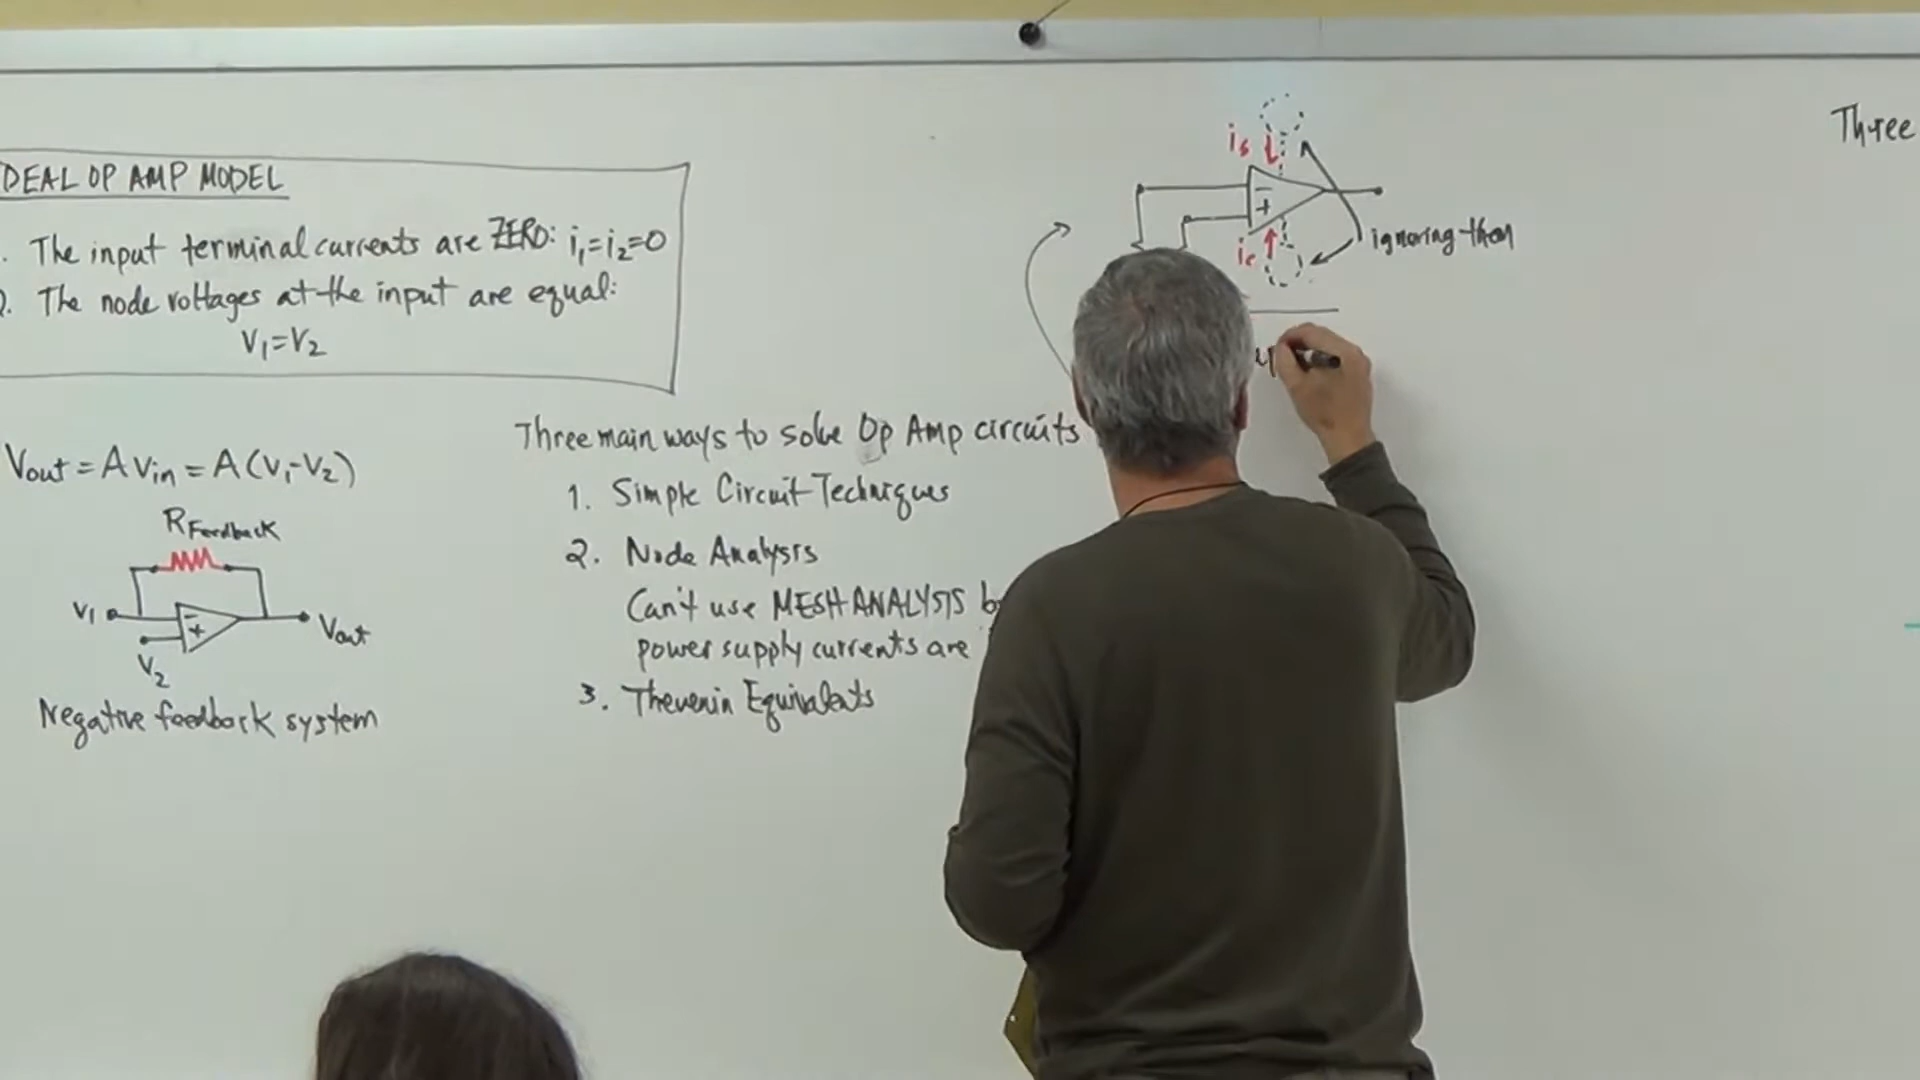 DEAL OP AMP MODEL
. The input terminal currents are ZERO: i₁=i₂=0
2. The node voltages at the input are equal:
V₁=V₂
Vout = A Vin = A(V₁-V₂)
RFeedback
V₁
-
+
Vout
V₂
Negative feedback system
Three main ways to solve Op Amp circuits
1. Simple Circuit Techniques
2. Node Analysis
Can't use MESH ANALYSIS
power supply currents are
3. Thevenin Equivalents
-
+
ignoring them
Three